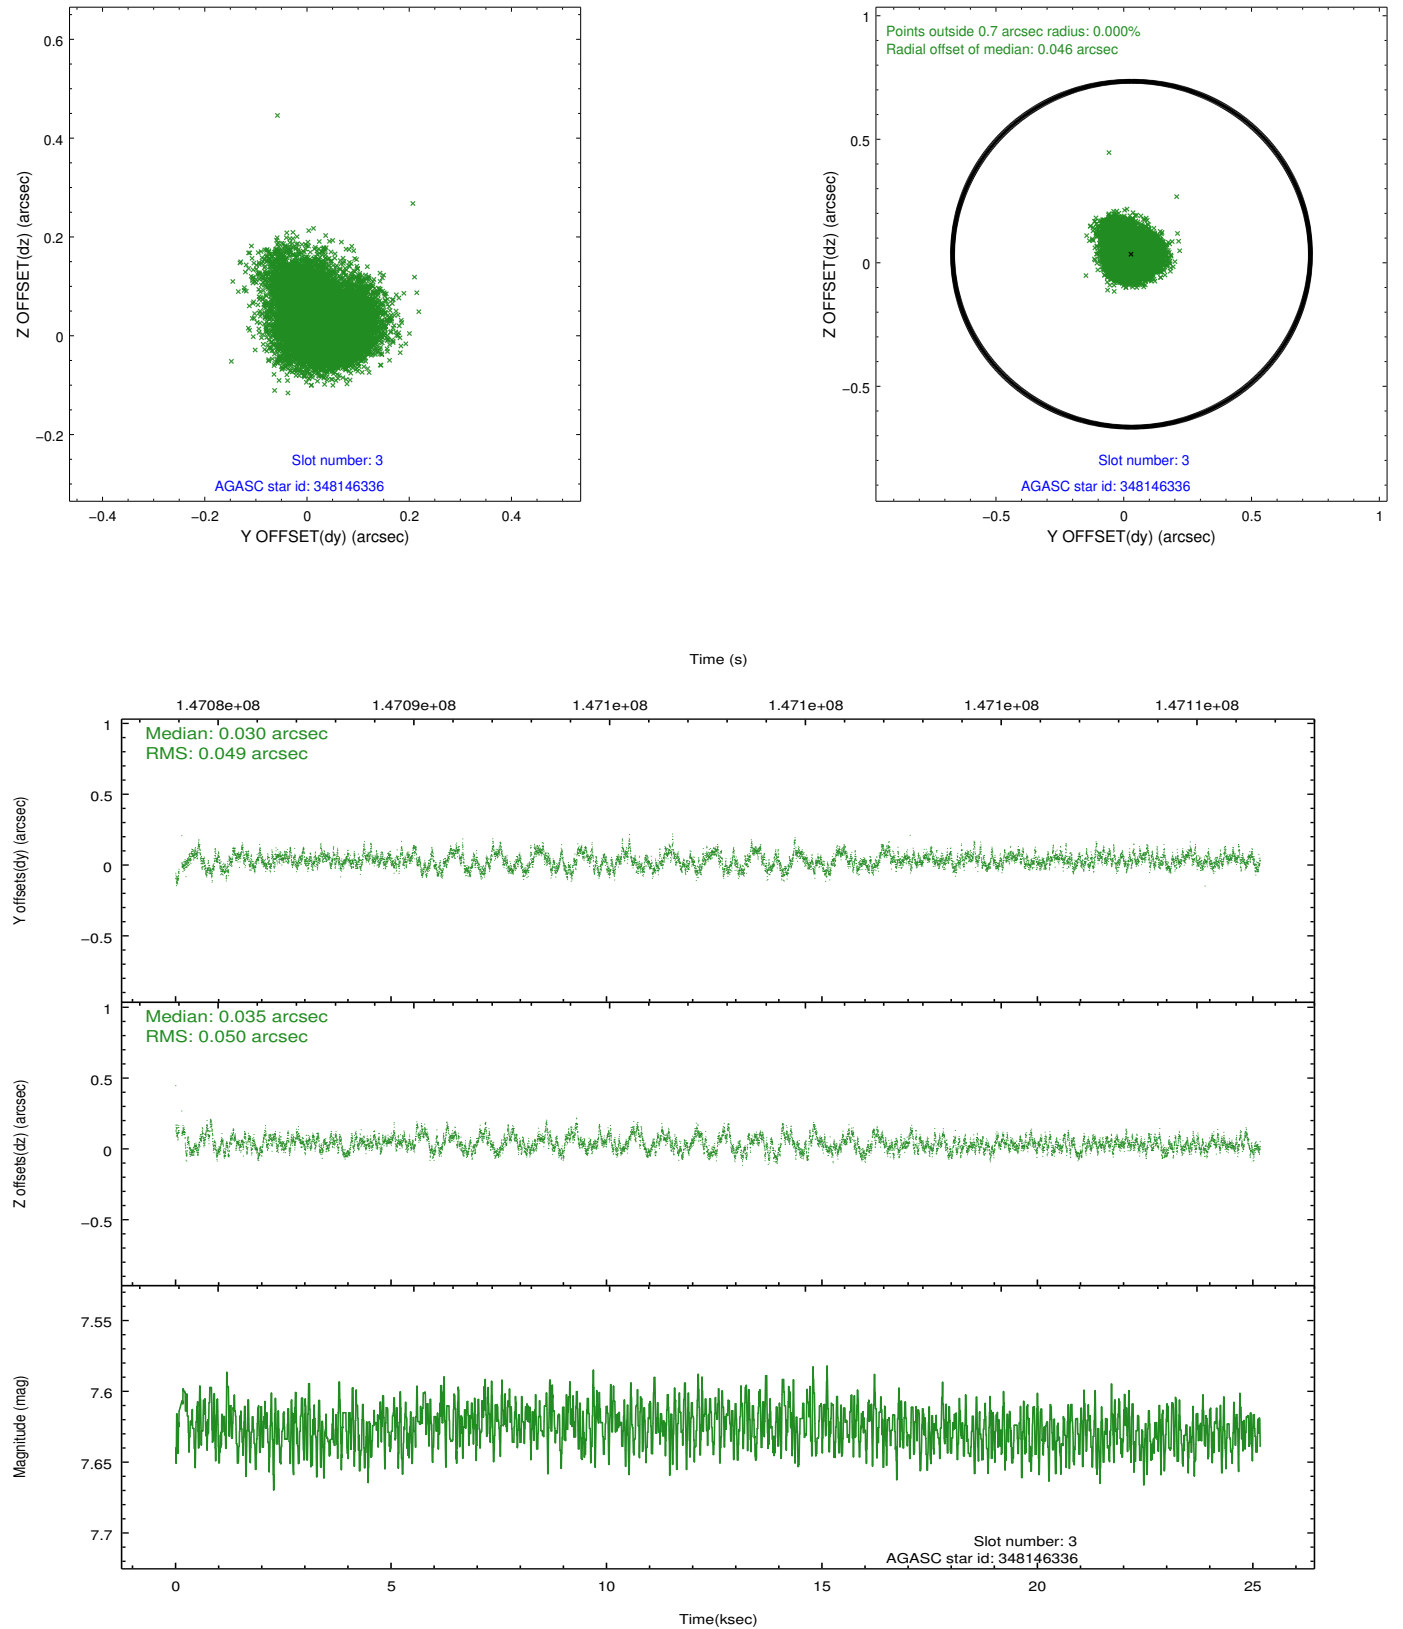 0.6
0.4
0.2
0
−0.2
Z OFFSET(dz) (arcsec)
Slot number: 3
AGASC star id: 348146336
−0.4 −0.2 0 0.2 0.4
Y OFFSET(dy) (arcsec)
Points outside 0.7 arcsec radius: 0.000%
Radial offset of median: 0.046 arcsec
1
0.5
0
−0.5
Z OFFSET(dz) (arcsec)
Slot number: 3
AGASC star id: 348146336
−0.5 0 0.5 1
Y OFFSET(dy) (arcsec)
Time (s)
1.4708e+08 1.4709e+08 1.471e+08 1.471e+08 1.471e+08 1.4711e+08
Median: 0.030 arcsec
RMS: 0.049 arcsec
1
0.5
0
−0.5
Y offsets(dy) (arcsec)
Median: 0.035 arcsec
RMS: 0.050 arcsec
1
0.5
0
−0.5
Z offsets(dz) (arcsec)
7.55
7.6
7.65
7.7
Magnitude (mag)
Slot number: 3
AGASC star id: 348146336
0 5 10 15 20 25
Time(ksec)